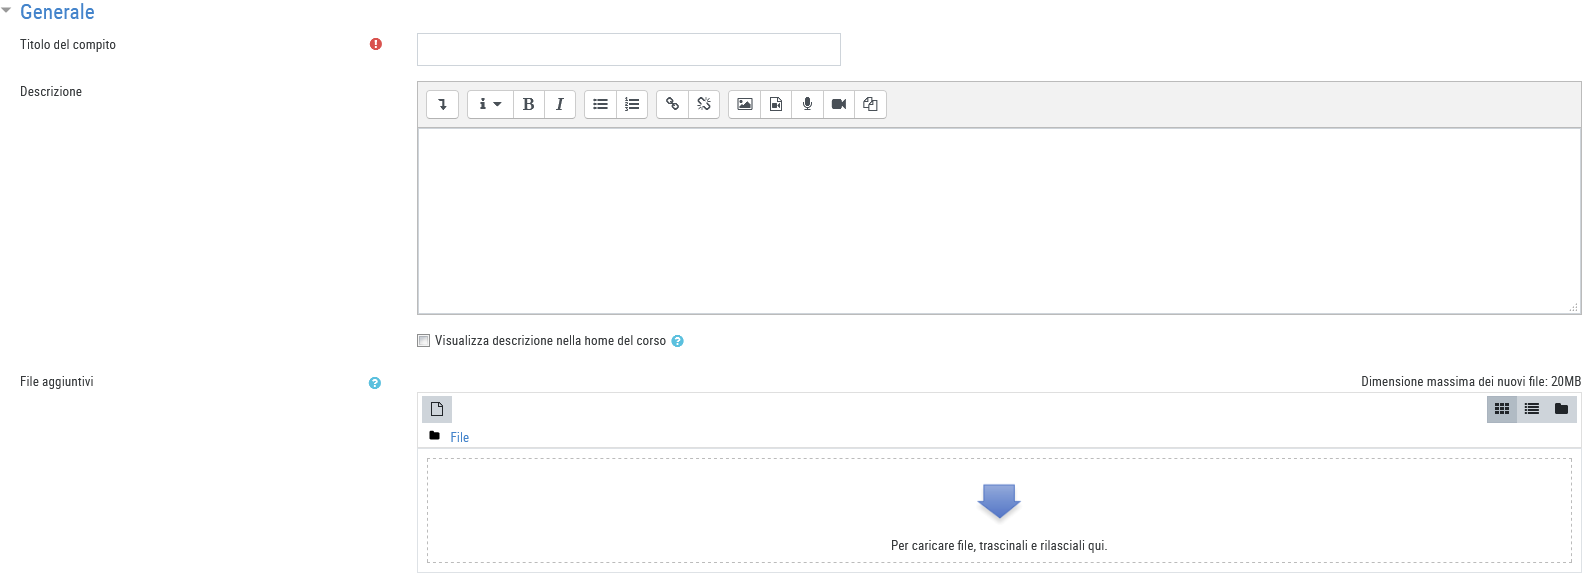 Generale
Titolo del compito
Descrizione
Visualizza descrizione nella home del corso
File aggiuntivi
Dimensione massima dei nuovi file: 20MB
File
Per caricare file, trascinali e rilasciali qui.